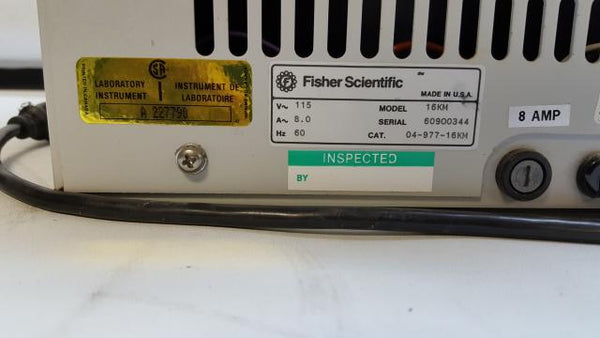 SA
LABORATORY INSTRUMENT DE
INSTRUMENT LABORATOIRE
A 227790
Fisher Scientific
MADE IN U.S.A.
V~ 115 MODEL 16KM
A~ 8.0 SERIAL 60900344
Hz 60 CAT. 04-977-16KM
8 AMP
INSPECTED
BY